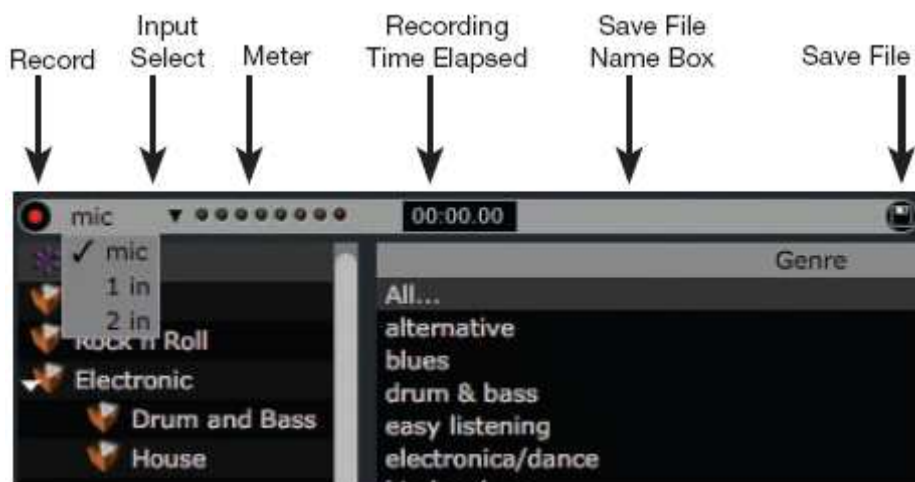 Record
Input
Select
Meter
Recording
Time Elapsed
Save File
Name Box
Save File
mic
00:00.00
mic
1 in
2 in
Rock n Roll
Electronic
Drum and Bass
House
Genre
All...
alternative
blues
drum & bass
easy listening
electronica/dance